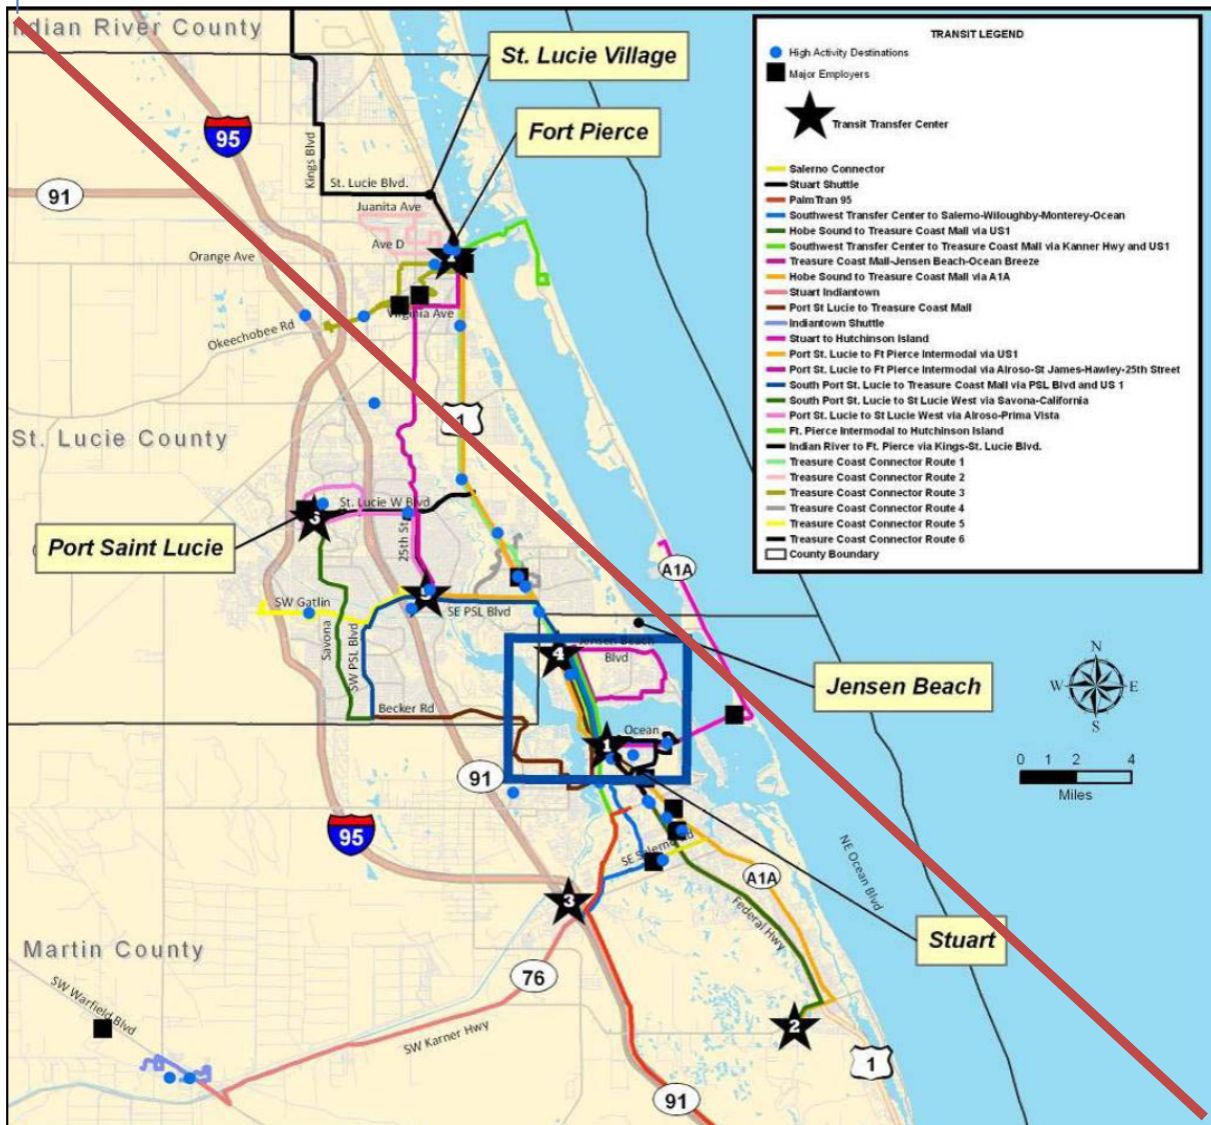 Indian River County
St. Lucie Village
Fort Pierce
95
91
Kings Blvd
St. Lucie Blvd.
Juanita Ave
Ave D
Orange Ave
Virginia Ave
Okeechobee Rd
1
St. Lucie County
St. Lucie W Blvd
6
Port Saint Lucie
25th St
5
SW Gatlin
SE PSL Blvd
Savona
SW PSL Blvd
Becker Rd
A1A
Jensen Beach
Blvd
4
Jensen Beach
Ocean
1
91
95
SE Salerno Rd
A1A
NE Ocean Blvd
3
Federal Hwy
Stuart
Martin County
76
SW Warfield Blvd
SW Karner Hwy
2
1
91
TRANSIT LEGEND
High Activity Destinations
Major Employers
Transit Transfer Center
Salerno Connector
Stuart Shuttle
PalmTran 95
Southwest Transfer Center to Salerno-Wiloughby-Monterey-Ocean
Hobe Sound to Treasure Coast Mall via US1
Southwest Transfer Center to Treasure Coast Mall via Kanner Hwy and US1
Treasure Coast Mall-Jensen Beach-Ocean Breeze
Hobe Sound to Treasure Coast Mall via A1A
Stuart Indiantown
Port St Lucie to Treasure Coast Mall
Indiantown Shuttle
Stuart to Hutchinson Island
Port St. Lucie to Ft Pierce Intermodal via US1
Port St. Lucie to Ft Pierce Intermodal via Airoso-St James-Hawley-25th Street
South Port St. Lucie to Treasure Coast Mall via PSL Blvd and US 1
South Port St. Lucie to St Lucie West via Savona-California
Port St. Lucie to St Lucie West via Airoso-Prima Vista
Ft. Pierce Intermodal to Hutchinson Island
Indian River to Ft. Pierce via Kings-St. Lucie Blvd.
Treasure Coast Connector Route 1
Treasure Coast Connector Route 2
Treasure Coast Connector Route 3
Treasure Coast Connector Route 4
Treasure Coast Connector Route 5
Treasure Coast Connector Route 6
County Boundary
N
W E
S
0 1 2 4
Miles